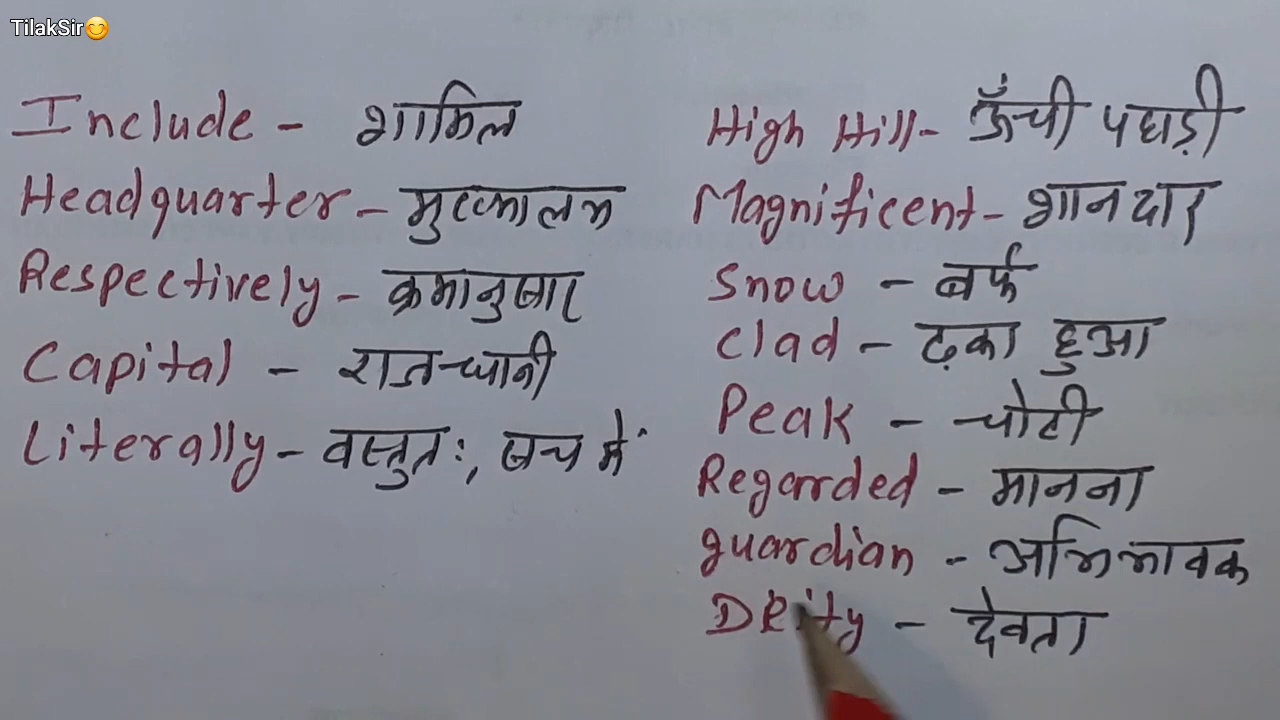 TilakSir😊
Include - शामिल
Headquarter - मुख्यालय
Respectively - क्रमानुसार
Capital - राजधानी
Literally - वस्तुतः, सच में
High Hill - ऊँची पहाड़ी
Magnificent - शानदार
Snow - बर्फ
Clad - ढ़का हुआ
Peak - चोटी
Regarded - मानना
guardian - अभिभावक
Deity - देवता